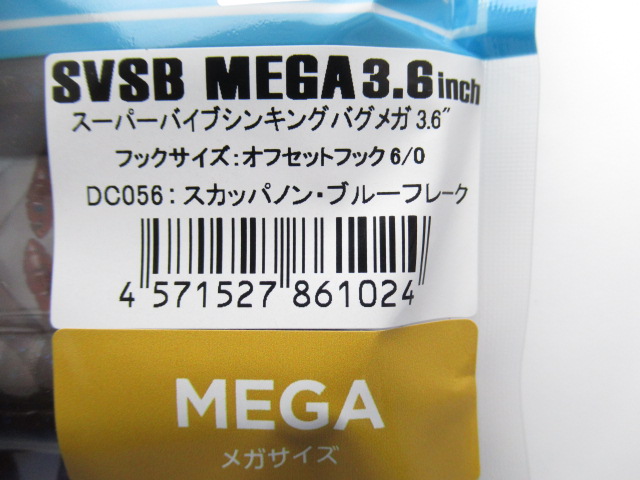 SVSB MEGA3.6inch
スーパーバイブシンキングバグメガ 3.6"
フックサイズ:オフセットフック6/0
DC056:スカッパノン・ブルーフレーク
4 571527 861024
MEGA
メガサイズ